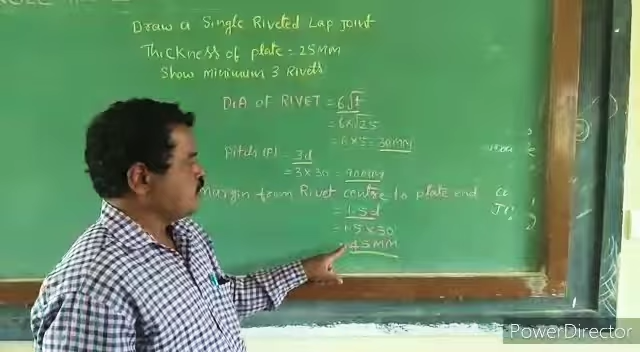 Draw a Single Riveted Lap Joint
Thickness of plate = 25MM
Show minimum 3 Rivets
DIA of RIVET = 6√t
= 6×√25
= 6×5 = 30MM
Pitch (P) = 3d
= 3×30 = 90MM
Margin from Rivet centre to plate end
= 1.5d
= 1.5×30
= 45MM
PowerDirector